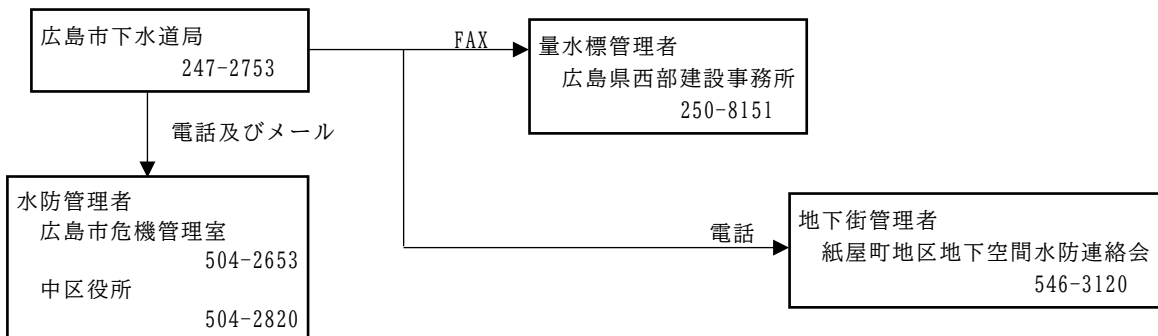 広島市下水道局
247-2753
FAX
量水標管理者
広島県西部建設事務所
250-8151
電話及びメール
水防管理者
広島市危機管理室
504-2653
中区役所
504-2820
電話
地下街管理者
紙屋町地区地下空間水防連絡会
546-3120